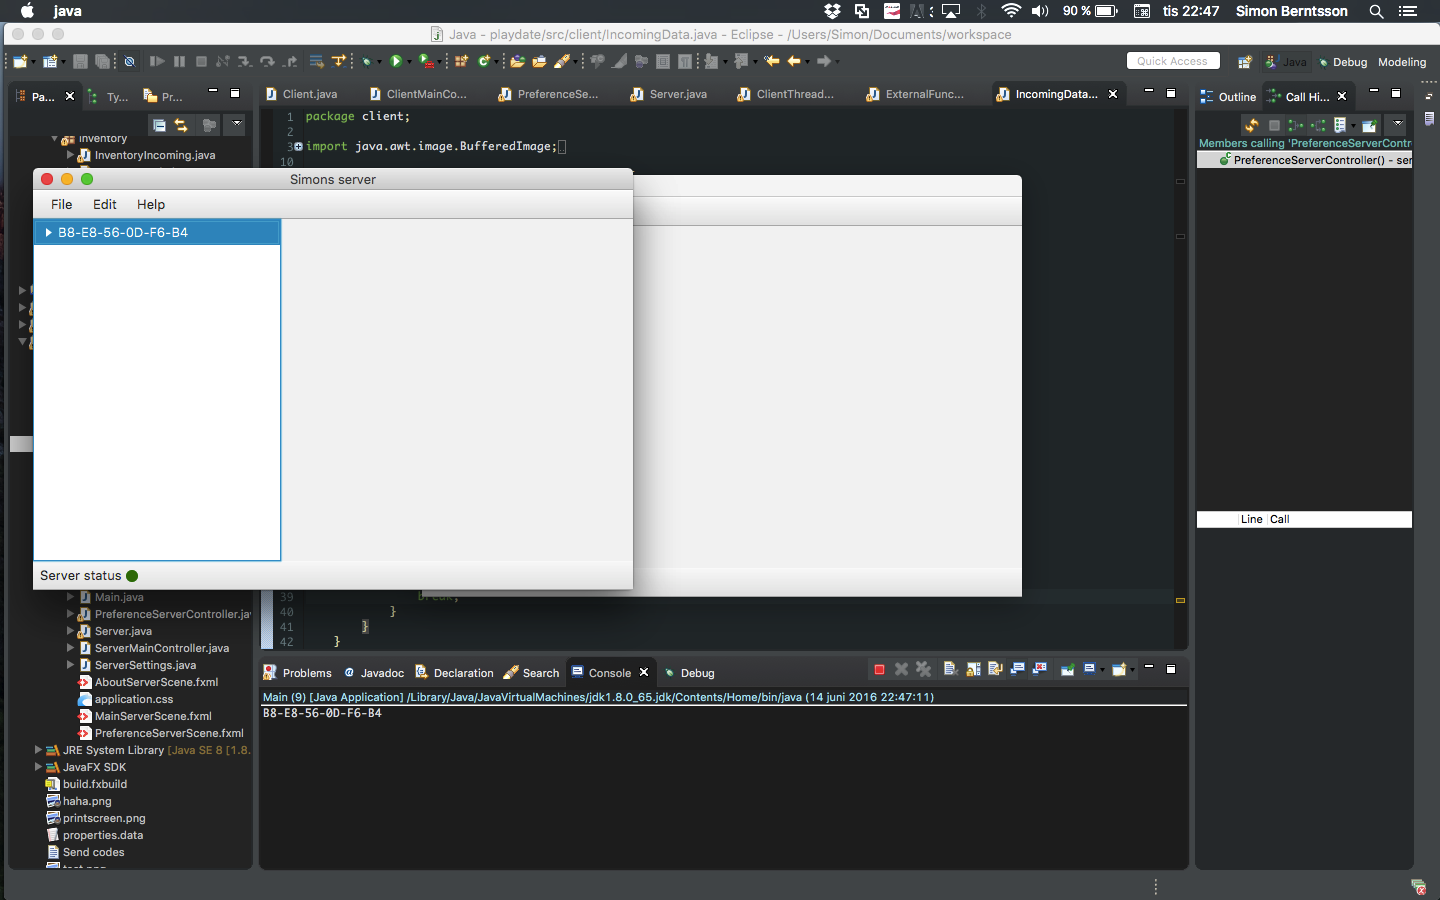 java
90 %
tis 22:47
Simon Berntsson
Java - playdate/src/client/IncomingData.java - Eclipse - /Users/Simon/Documents/workspace
Quick Access
Java
Debug
Modeling
Pa...
Ty...
Pr...
Client.java
ClientMainCo...
PreferenceSe...
Server.java
ClientThread...
ExternalFunc...
IncomingData...
Outline
Call Hi...
inventory
InventoryIncoming.java
1 package client;
2
3 import java.awt.image.BufferedImage;
10
Members calling 'PreferenceServerContr
PreferenceServerController() - ser
Simons server
File Edit Help
B8-E8-56-0D-F6-B4
Server status
Line Call
39 break;
40 }
41 }
42 }
Main.java
PreferenceServerController.jav
Server.java
ServerMainController.java
ServerSettings.java
AboutServerScene.fxml
application.css
MainServerScene.fxml
PreferenceServerScene.fxml
JRE System Library [Java SE 8 [1.8.
JavaFX SDK
build.fxbuild
haha.png
printscreen.png
properties.data
Send codes
test.png
Problems
Javadoc
Declaration
Search
Console
Debug
Main (9) [Java Application] /Library/Java/JavaVirtualMachines/jdk1.8.0_65.jdk/Contents/Home/bin/java (14 juni 2016 22:47:11)
B8-E8-56-0D-F6-B4